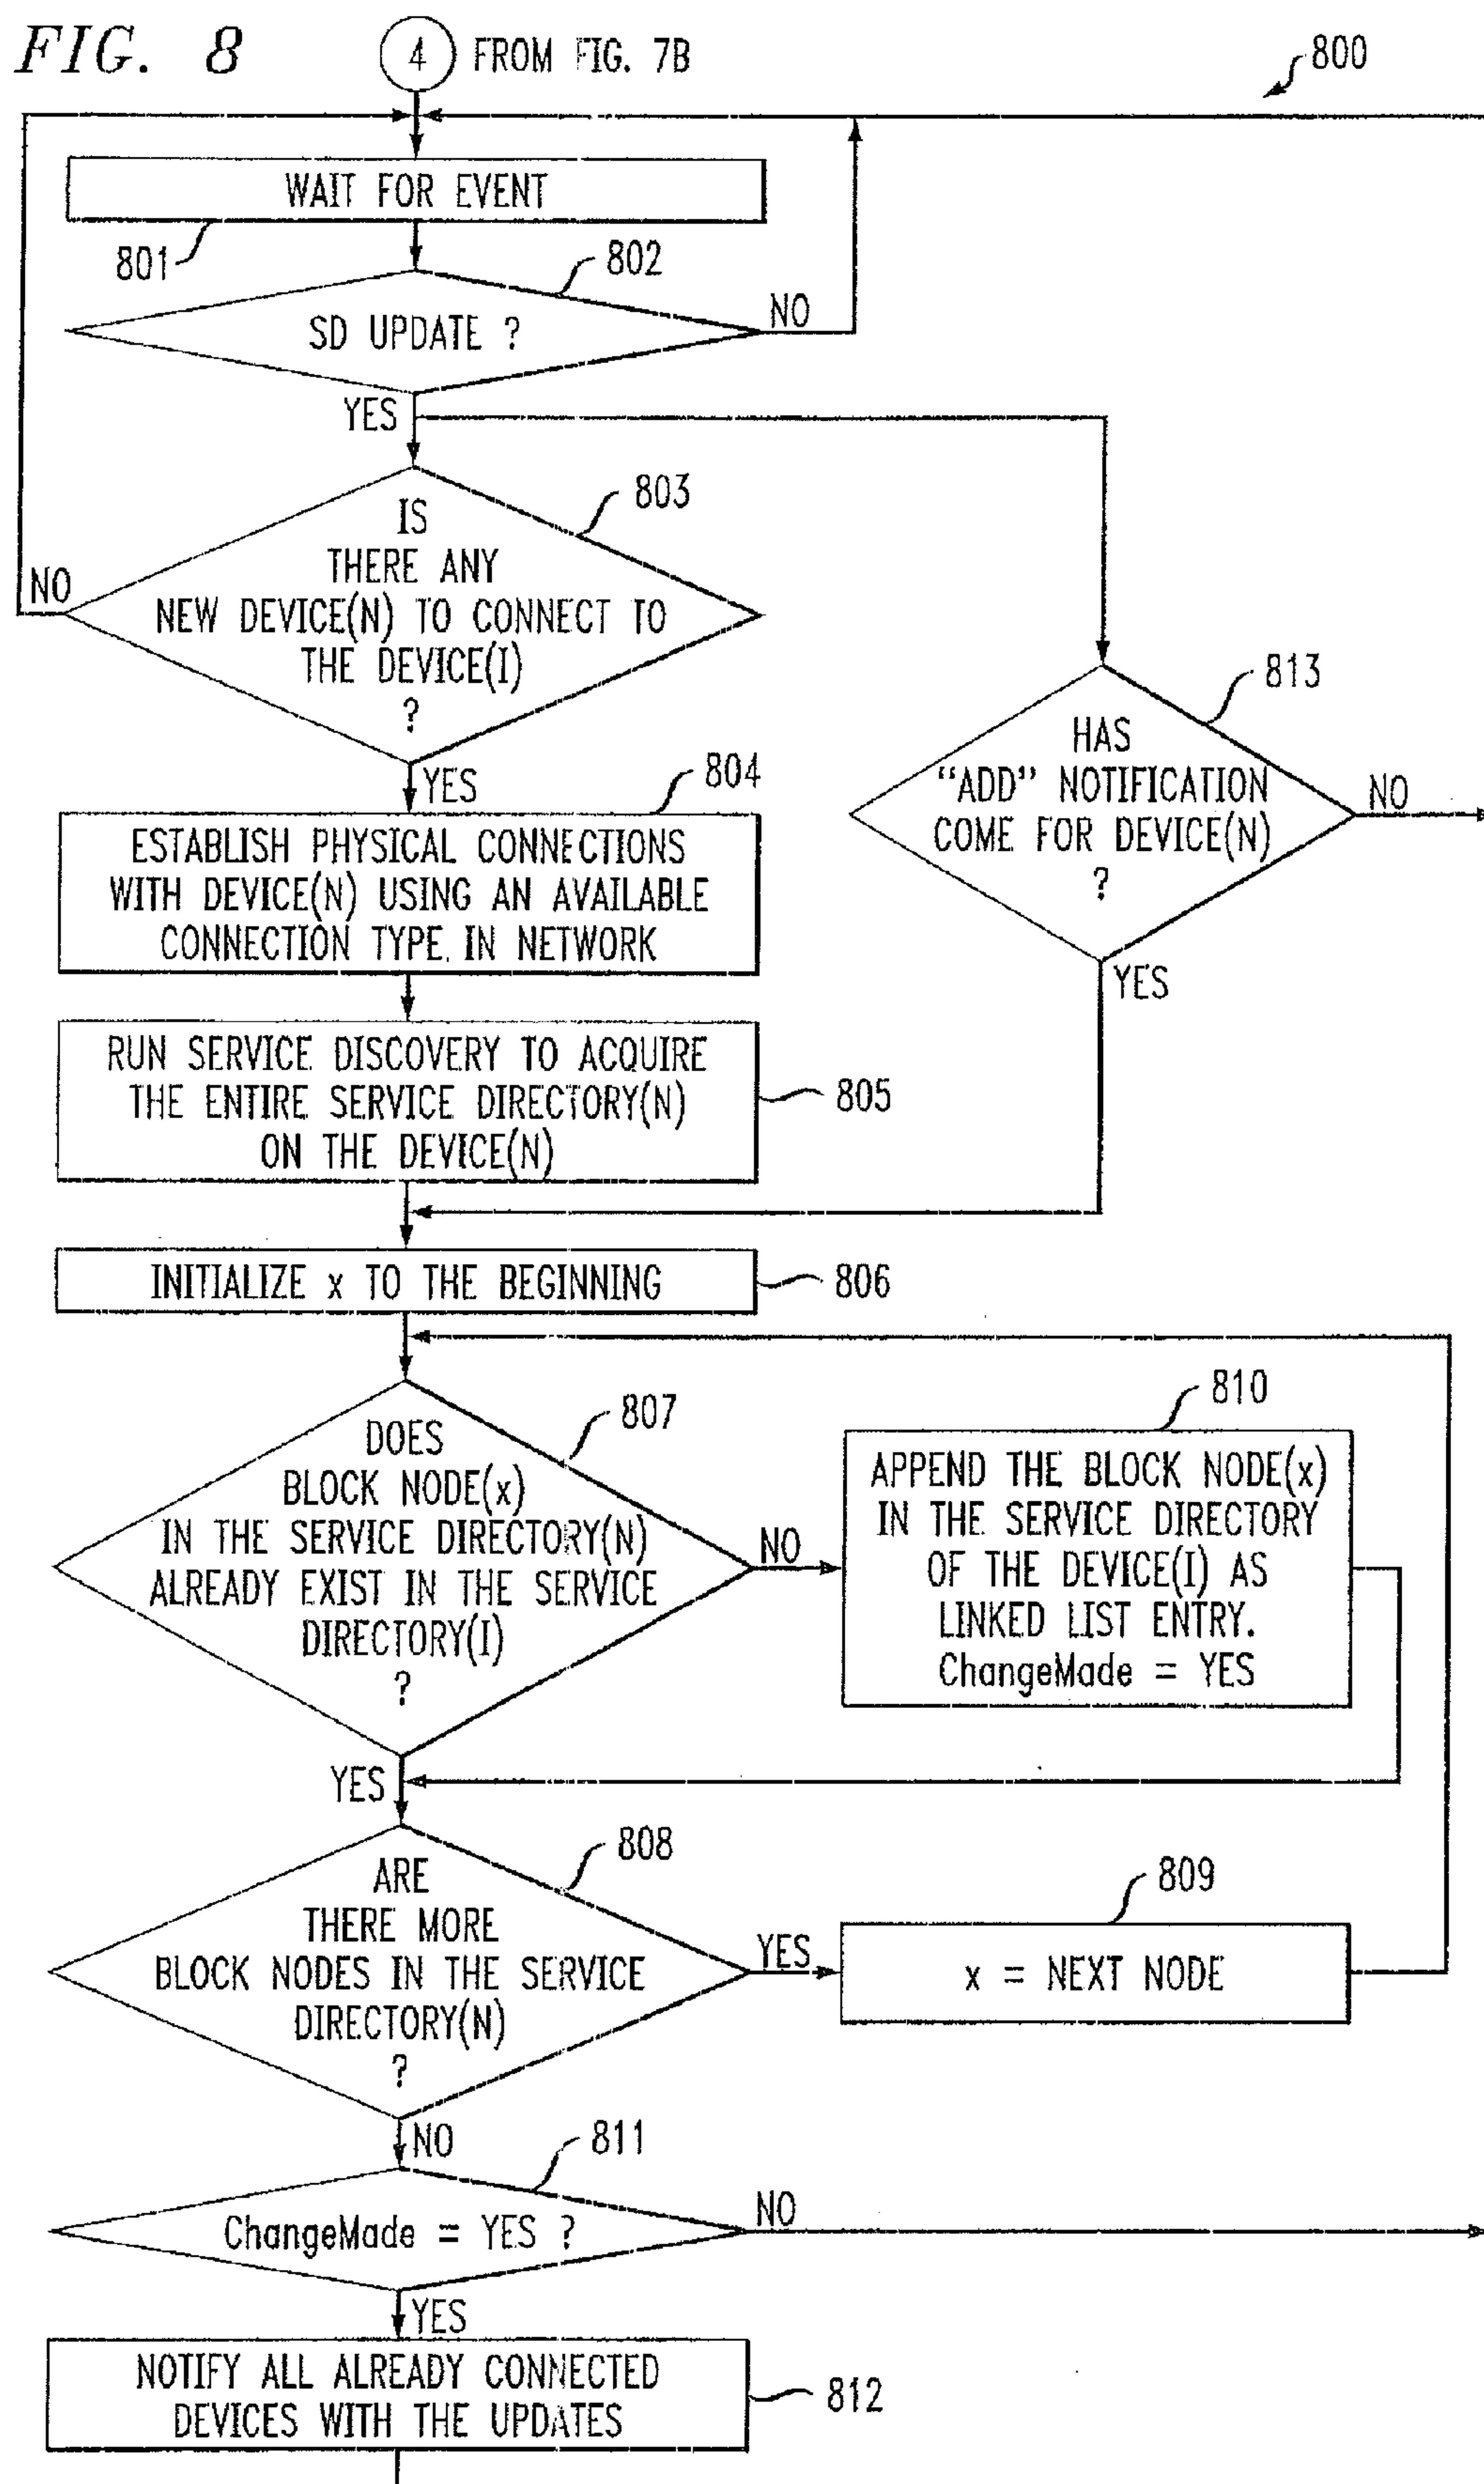 FIG. 8
4 FROM FIG. 7B
800
WAIT FOR EVENT
801
802
SD UPDATE ?
NO
YES
803
IS
THERE ANY
NEW DEVICE(N) TO CONNECT TO
THE DEVICE(I)
?
NO
YES
813
HAS
“ADD” NOTIFICATION
COME FOR DEVICE(N)
?
NO
YES
804
ESTABLISH PHYSICAL CONNECTIONS
WITH DEVICE(N) USING AN AVAILABLE
CONNECTION TYPE IN NETWORK
RUN SERVICE DISCOVERY TO ACQUIRE
THE ENTIRE SERVICE DIRECTORY(N)
ON THE DEVICE(N)
805
INITIALIZE x TO THE BEGINNING
806
807
DOES
BLOCK NODE(x)
IN THE SERVICE DIRECTORY(N)
ALREADY EXIST IN THE SERVICE
DIRECTORY(I)
?
NO
YES
810
APPEND THE BLOCK NODE(x)
IN THE SERVICE DIRECTORY
OF THE DEVICE(I) AS
LINKED LIST ENTRY.
ChangeMade = YES
808
ARE
THERE MORE
BLOCK NODES IN THE SERVICE
DIRECTORY(N)
?
YES
NO
809
x = NEXT NODE
811
ChangeMade = YES ?
NO
YES
NOTIFY ALL ALREADY CONNECTED
DEVICES WITH THE UPDATES
812